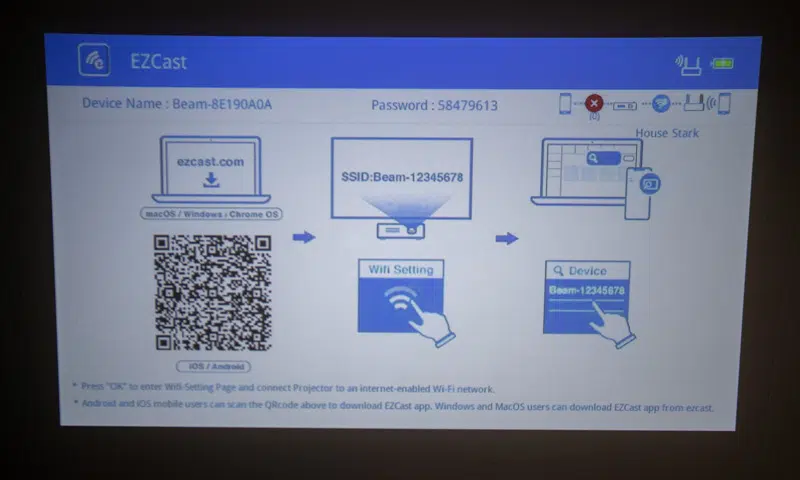 EZCast
Device Name : Beam-8E190A0A
Password : 58479613
(0)
House Stark
ezcast.com
macOS / Windows / Chrome OS
SSID:Beam-12345678
iOS / Android
Wifi Setting
Device
Beam-12345678
* Press "OK" to enter Wifi-Setting Page and connect Projector to an internet-enabled Wi-Fi network.
* Android and iOS mobile users can scan the QRcode above to download EZCast app. Windows and MacOS users can download EZCast app from ezcast.